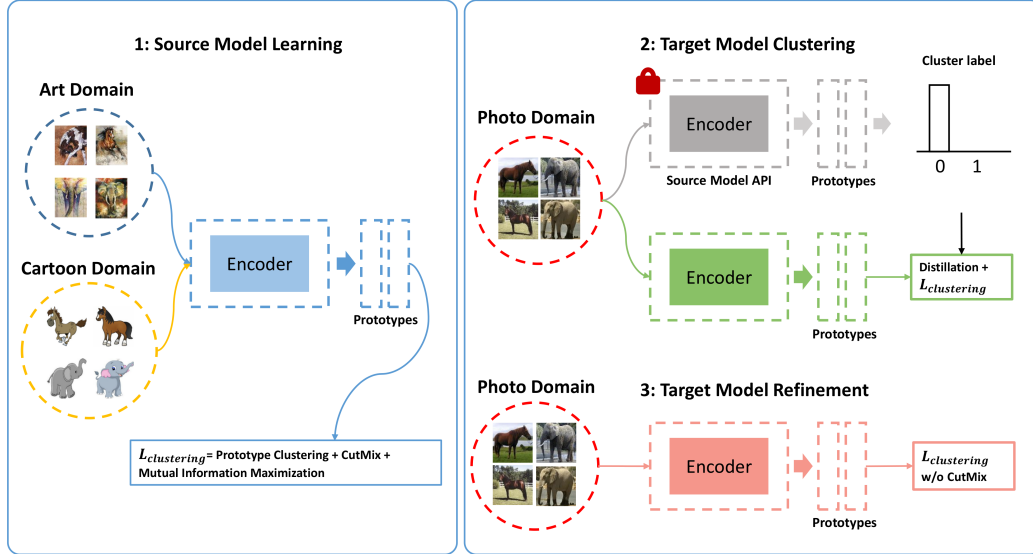 1: Source Model Learning
Art Domain
Cartoon Domain
Encoder
Prototypes
L_clustering= Prototype Clustering + CutMix +
Mutual Information Maximization
2: Target Model Clustering
Photo Domain
Encoder
Source Model API
Prototypes
Cluster label
0 1
Encoder
Prototypes
Distillation +
L_clustering
3: Target Model Refinement
Photo Domain
Encoder
Prototypes
L_clustering
w/o CutMix